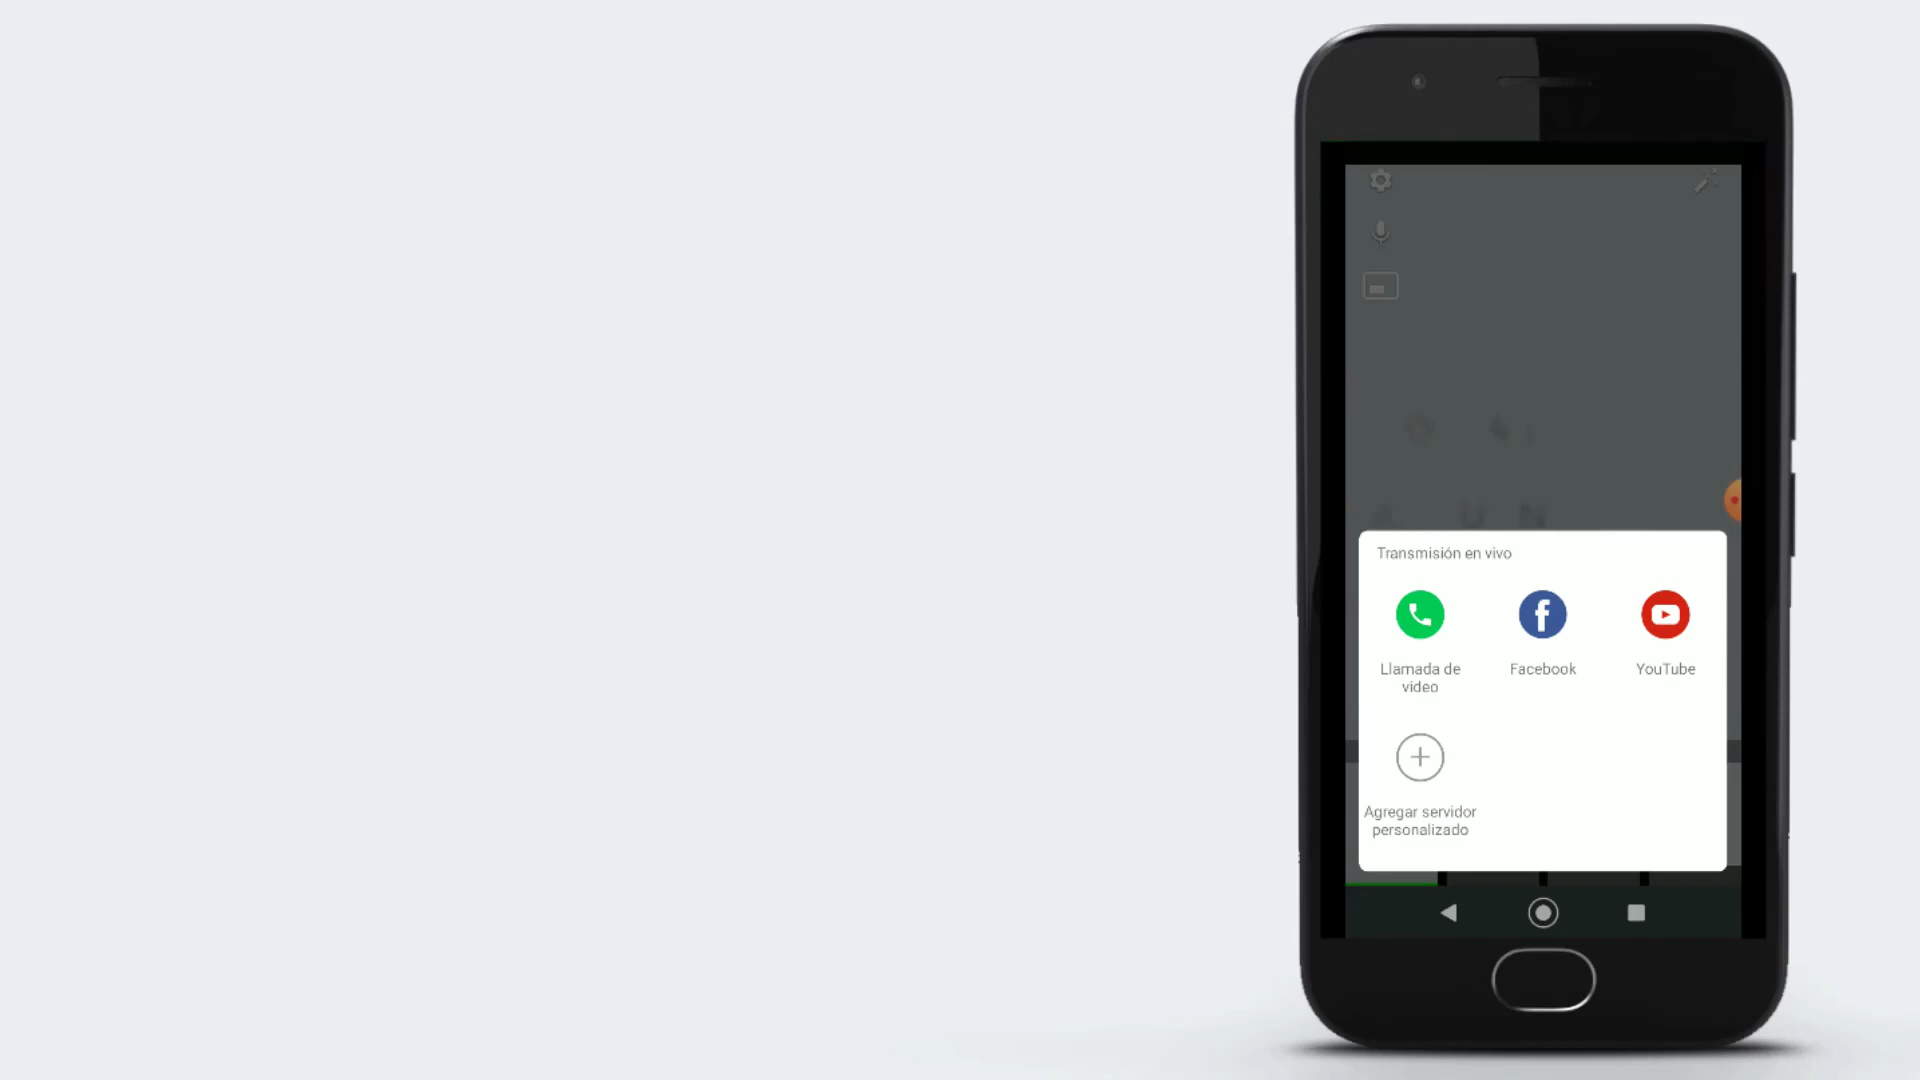 Transmisión en vivo
Llamada de
video
Facebook
YouTube
Agregar servidor
personalizado